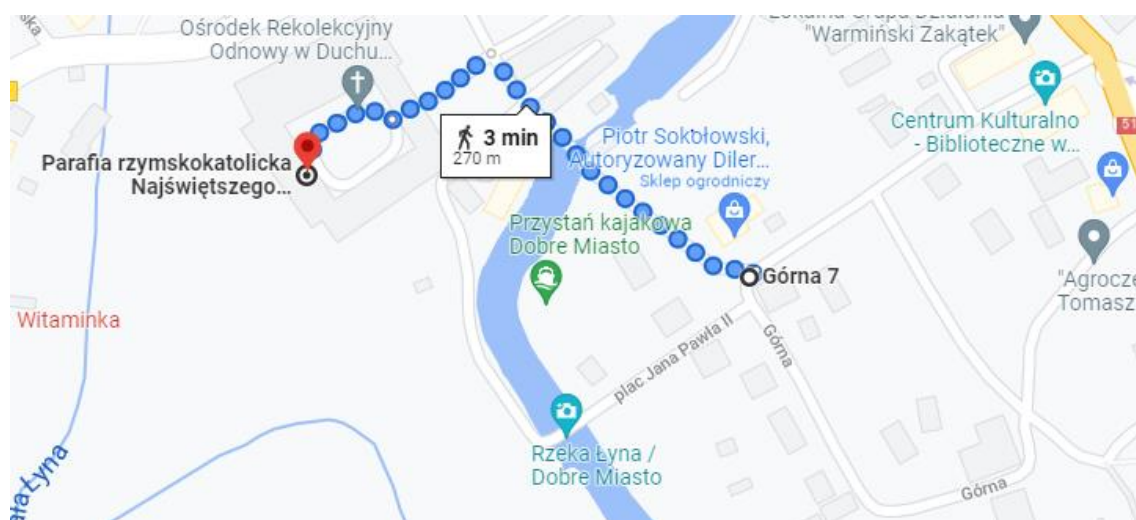 Ośrodek Rekolekcyjny
Odnowy w Duchu...
"Warmiński Zakątek"
3 min
270 m
Piotr Sokołowski,
Autoryzowany Diler...
Sklep ogrodniczy
Centrum Kulturalno
- Biblioteczne w...
51
Parafia rzymskokatolicka
Najświętszego...
Przystań kajakowa
Dobre Miasto
Górna 7
"Agrocze
Tomasz
Witaminka
plac Jana Pawła II
Górna
Rzeka Łyna /
Dobre Miasto
Łyna
Górna